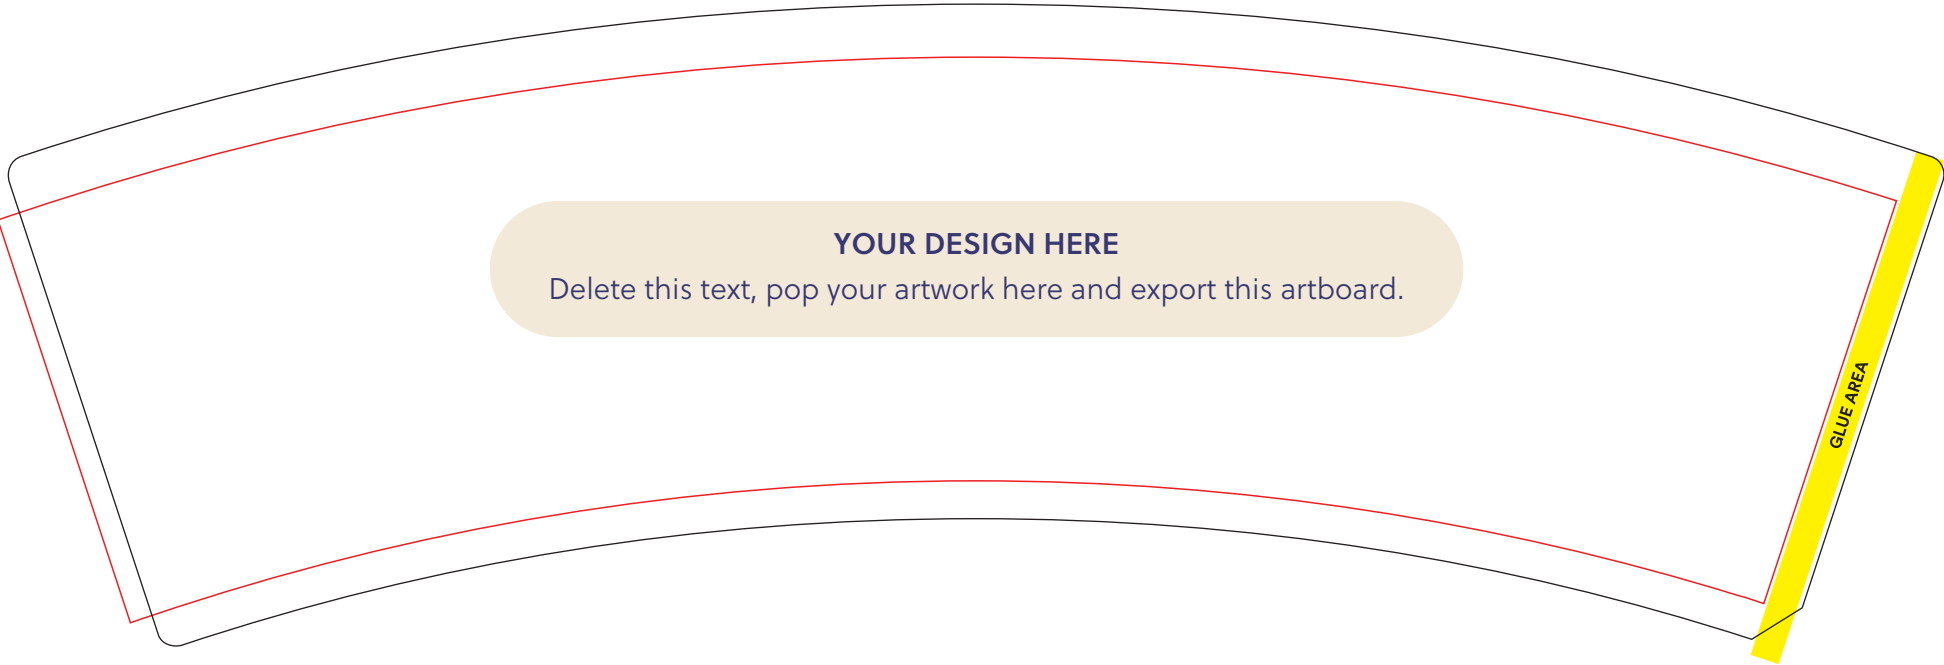 YOUR DESIGN HERE
Delete this text, pop your artwork here and export this artboard.
GLUE AREA